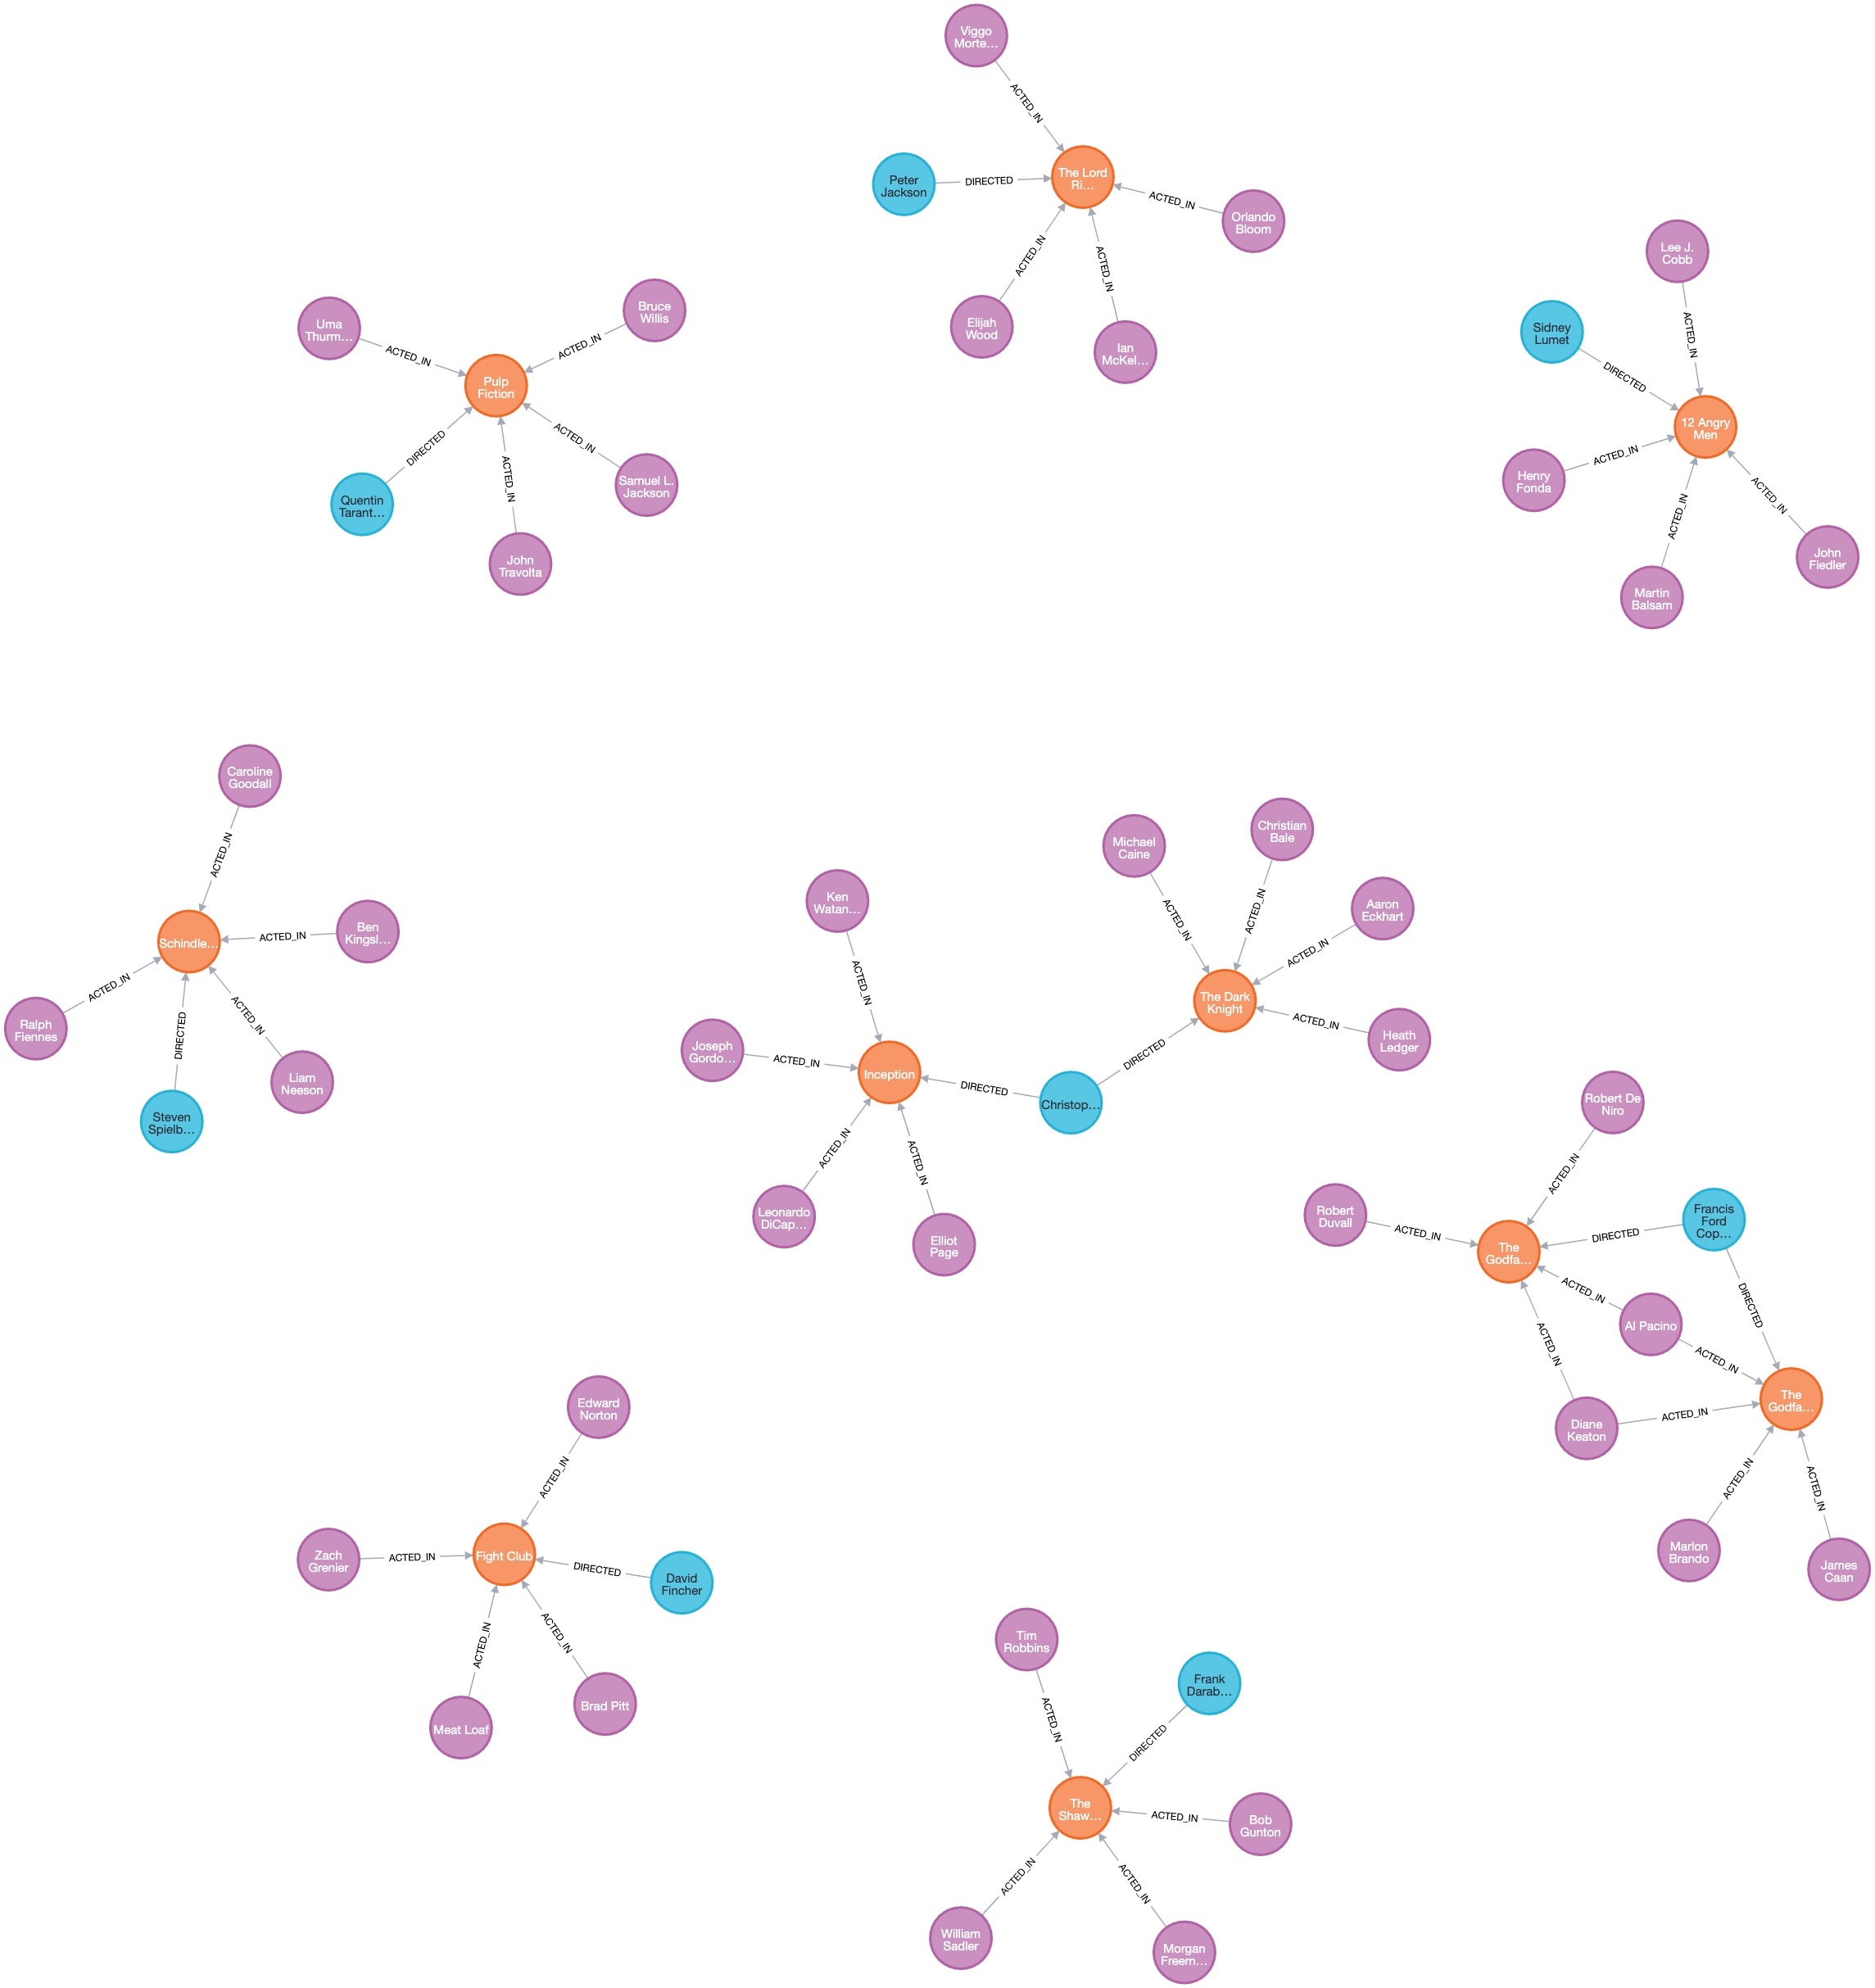 Viggo
Morte...
ACTED_IN
Peter
Jackson
DIRECTED
The Lord
Ri...
ACTED_IN
Orlando
Bloom
ACTED_IN
Elijah
Wood
ACTED_IN
Ian
McKel...
Uma
Thurm...
ACTED_IN
Bruce
Willis
ACTED_IN
Pulp
Fiction
DIRECTED
Quentin
Tarant...
ACTED_IN
John
Travolta
ACTED_IN
Samuel L.
Jackson
Lee J.
Cobb
ACTED_IN
Sidney
Lumet
DIRECTED
12 Angry
Men
Henry
Fonda
ACTED_IN
ACTED_IN
Martin
Balsam
ACTED_IN
John
Fiedler
Caroline
Goodall
ACTED_IN
Schindle...
ACTED_IN
Ben
Kingsl...
ACTED_IN
Ralph
Fiennes
DIRECTED
Steven
Spielb...
ACTED_IN
Liam
Neeson
Ken
Watan...
ACTED_IN
Joseph
Gordo...
ACTED_IN
Inception
DIRECTED
Christop...
DIRECTED
ACTED_IN
Leonardo
DiCap...
ACTED_IN
Elliot
Page
Michael
Caine
ACTED_IN
Christian
Bale
ACTED_IN
Aaron
Eckhart
ACTED_IN
The Dark
Knight
ACTED_IN
Heath
Ledger
Robert De
Niro
ACTED_IN
Robert
Duvall
ACTED_IN
The
Godfa...
DIRECTED
Francis
Ford
Cop...
DIRECTED
ACTED_IN
Al Pacino
ACTED_IN
ACTED_IN
Diane
Keaton
ACTED_IN
The
Godfa...
ACTED_IN
Marlon
Brando
ACTED_IN
James
Caan
Edward
Norton
ACTED_IN
Zach
Grenier
ACTED_IN
Fight Club
DIRECTED
David
Fincher
ACTED_IN
Meat Loaf
ACTED_IN
Brad Pitt
Tim
Robbins
ACTED_IN
Frank
Darab...
DIRECTED
The
Shaw...
ACTED_IN
Bob
Gunton
ACTED_IN
William
Sadler
ACTED_IN
Morgan
Freem...